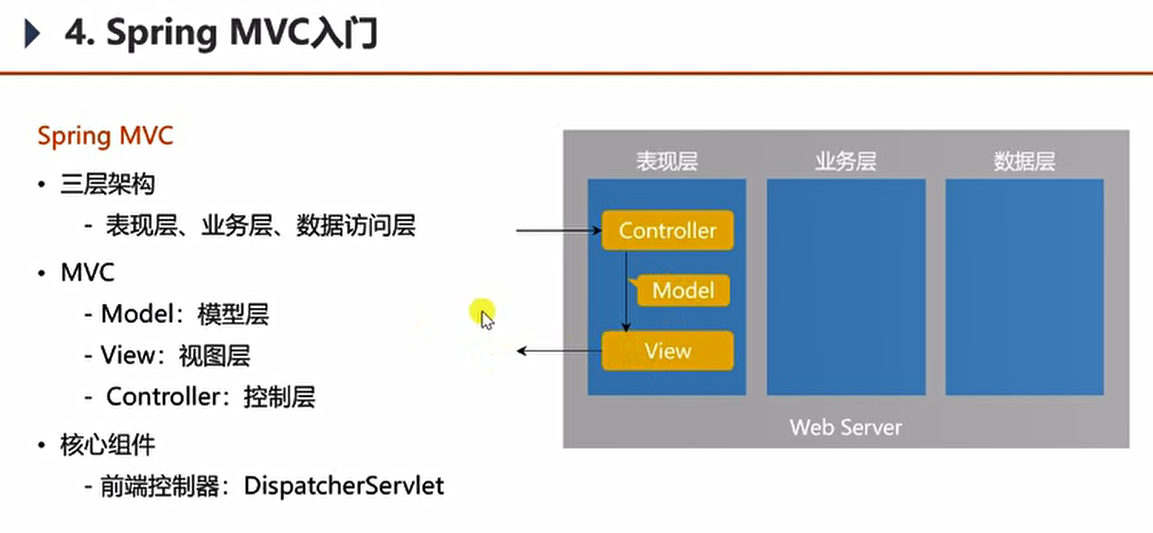 4. Spring MVC入门
Spring MVC
• 三层架构
- 表现层、业务层、数据访问层
• MVC
- Model：模型层
- View：视图层
- Controller：控制层
• 核心组件
- 前端控制器：DispatcherServlet
表现层
业务层
数据层
Controller
Model
View
Web Server